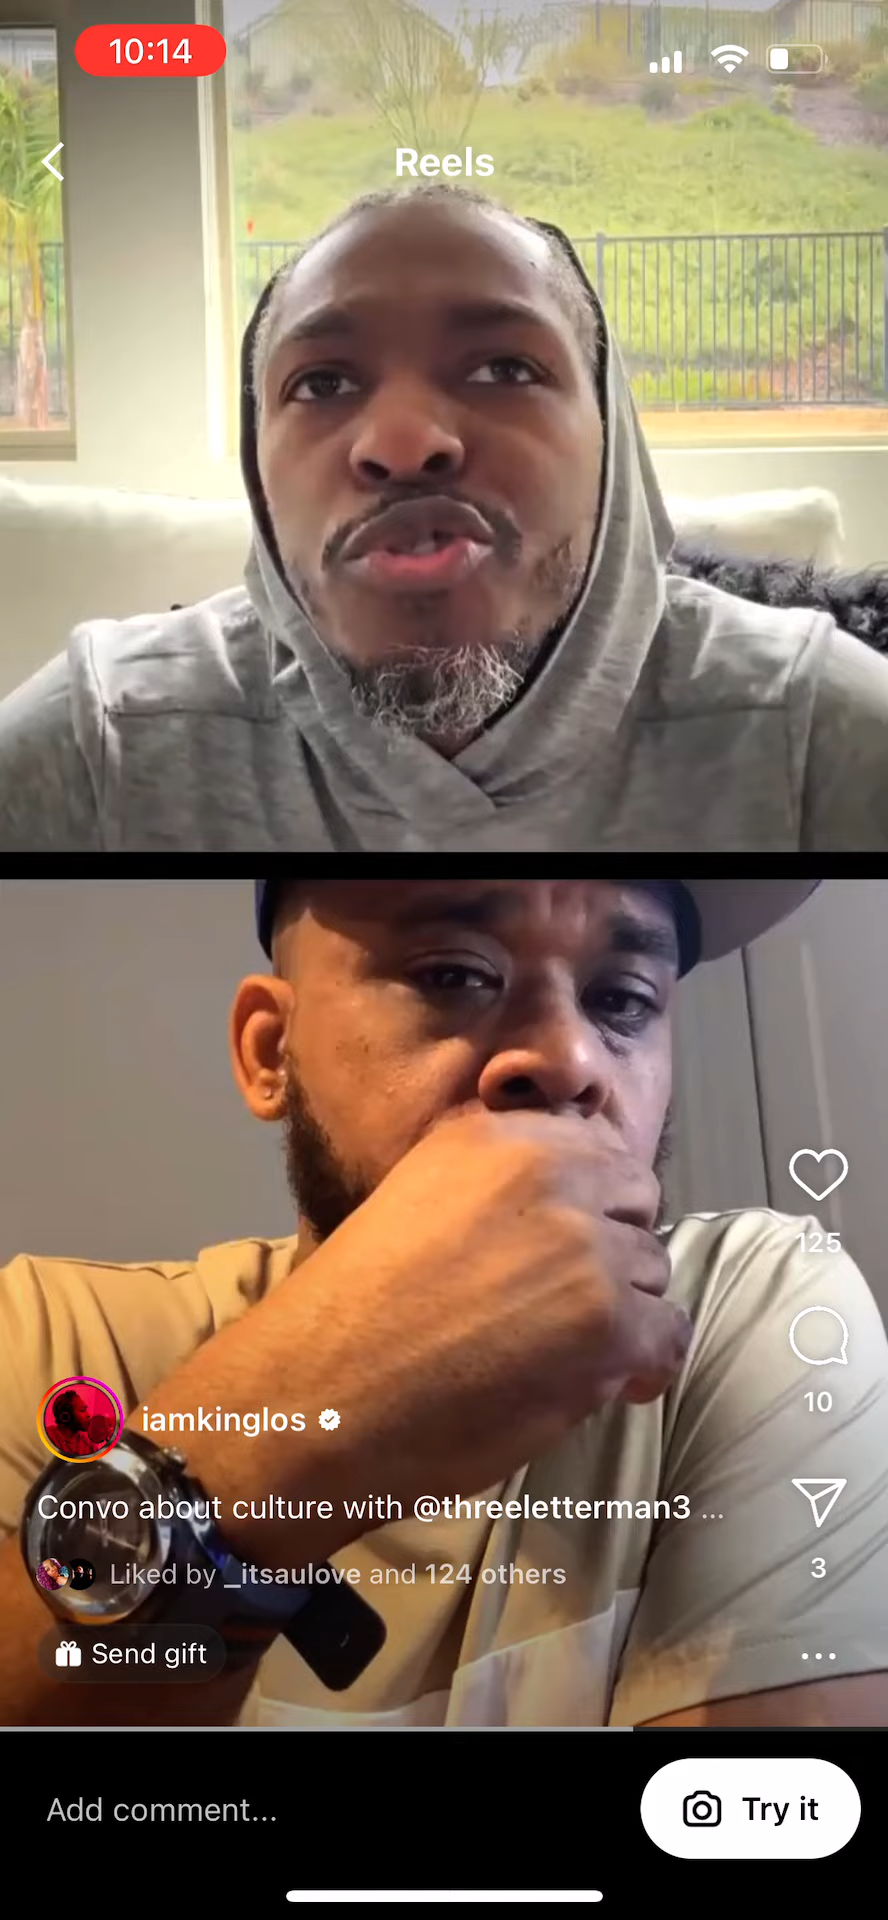 10:14
Reels
125
10
iamkinglos
Convo about culture with @threeletterman3 ...
3
Liked by _itsaulove and 124 others
Send gift
Add comment...
Try it